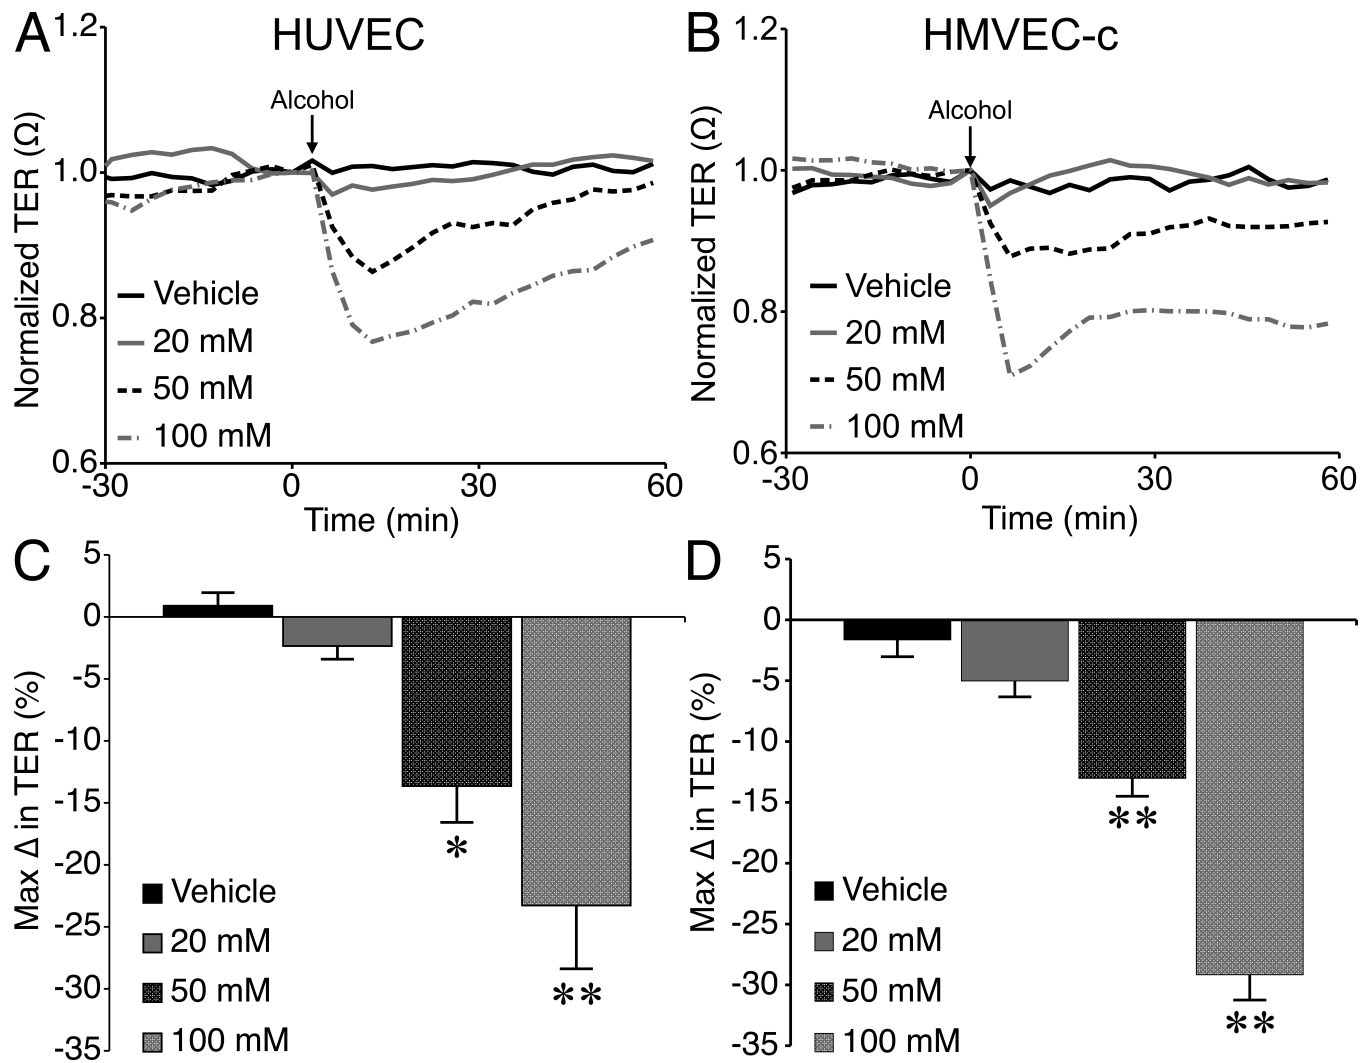 A
HUVEC
1.2
1.0
0.8
0.6
Normalized TER (Ω)
Alcohol
Vehicle
20 mM
50 mM
100 mM
-30
0
30
60
Time (min)
B
HMVEC-c
1.2
1.0
0.8
0.6
Normalized TER (Ω)
Alcohol
Vehicle
20 mM
50 mM
100 mM
-30
0
30
60
Time (min)
C
5
0
-5
-10
-15
-20
-25
-30
-35
Max Δ in TER (%)
*
**
Vehicle
20 mM
50 mM
100 mM
D
5
0
-5
-10
-15
-20
-25
-30
-35
Max Δ in TER (%)
**
**
Vehicle
20 mM
50 mM
100 mM